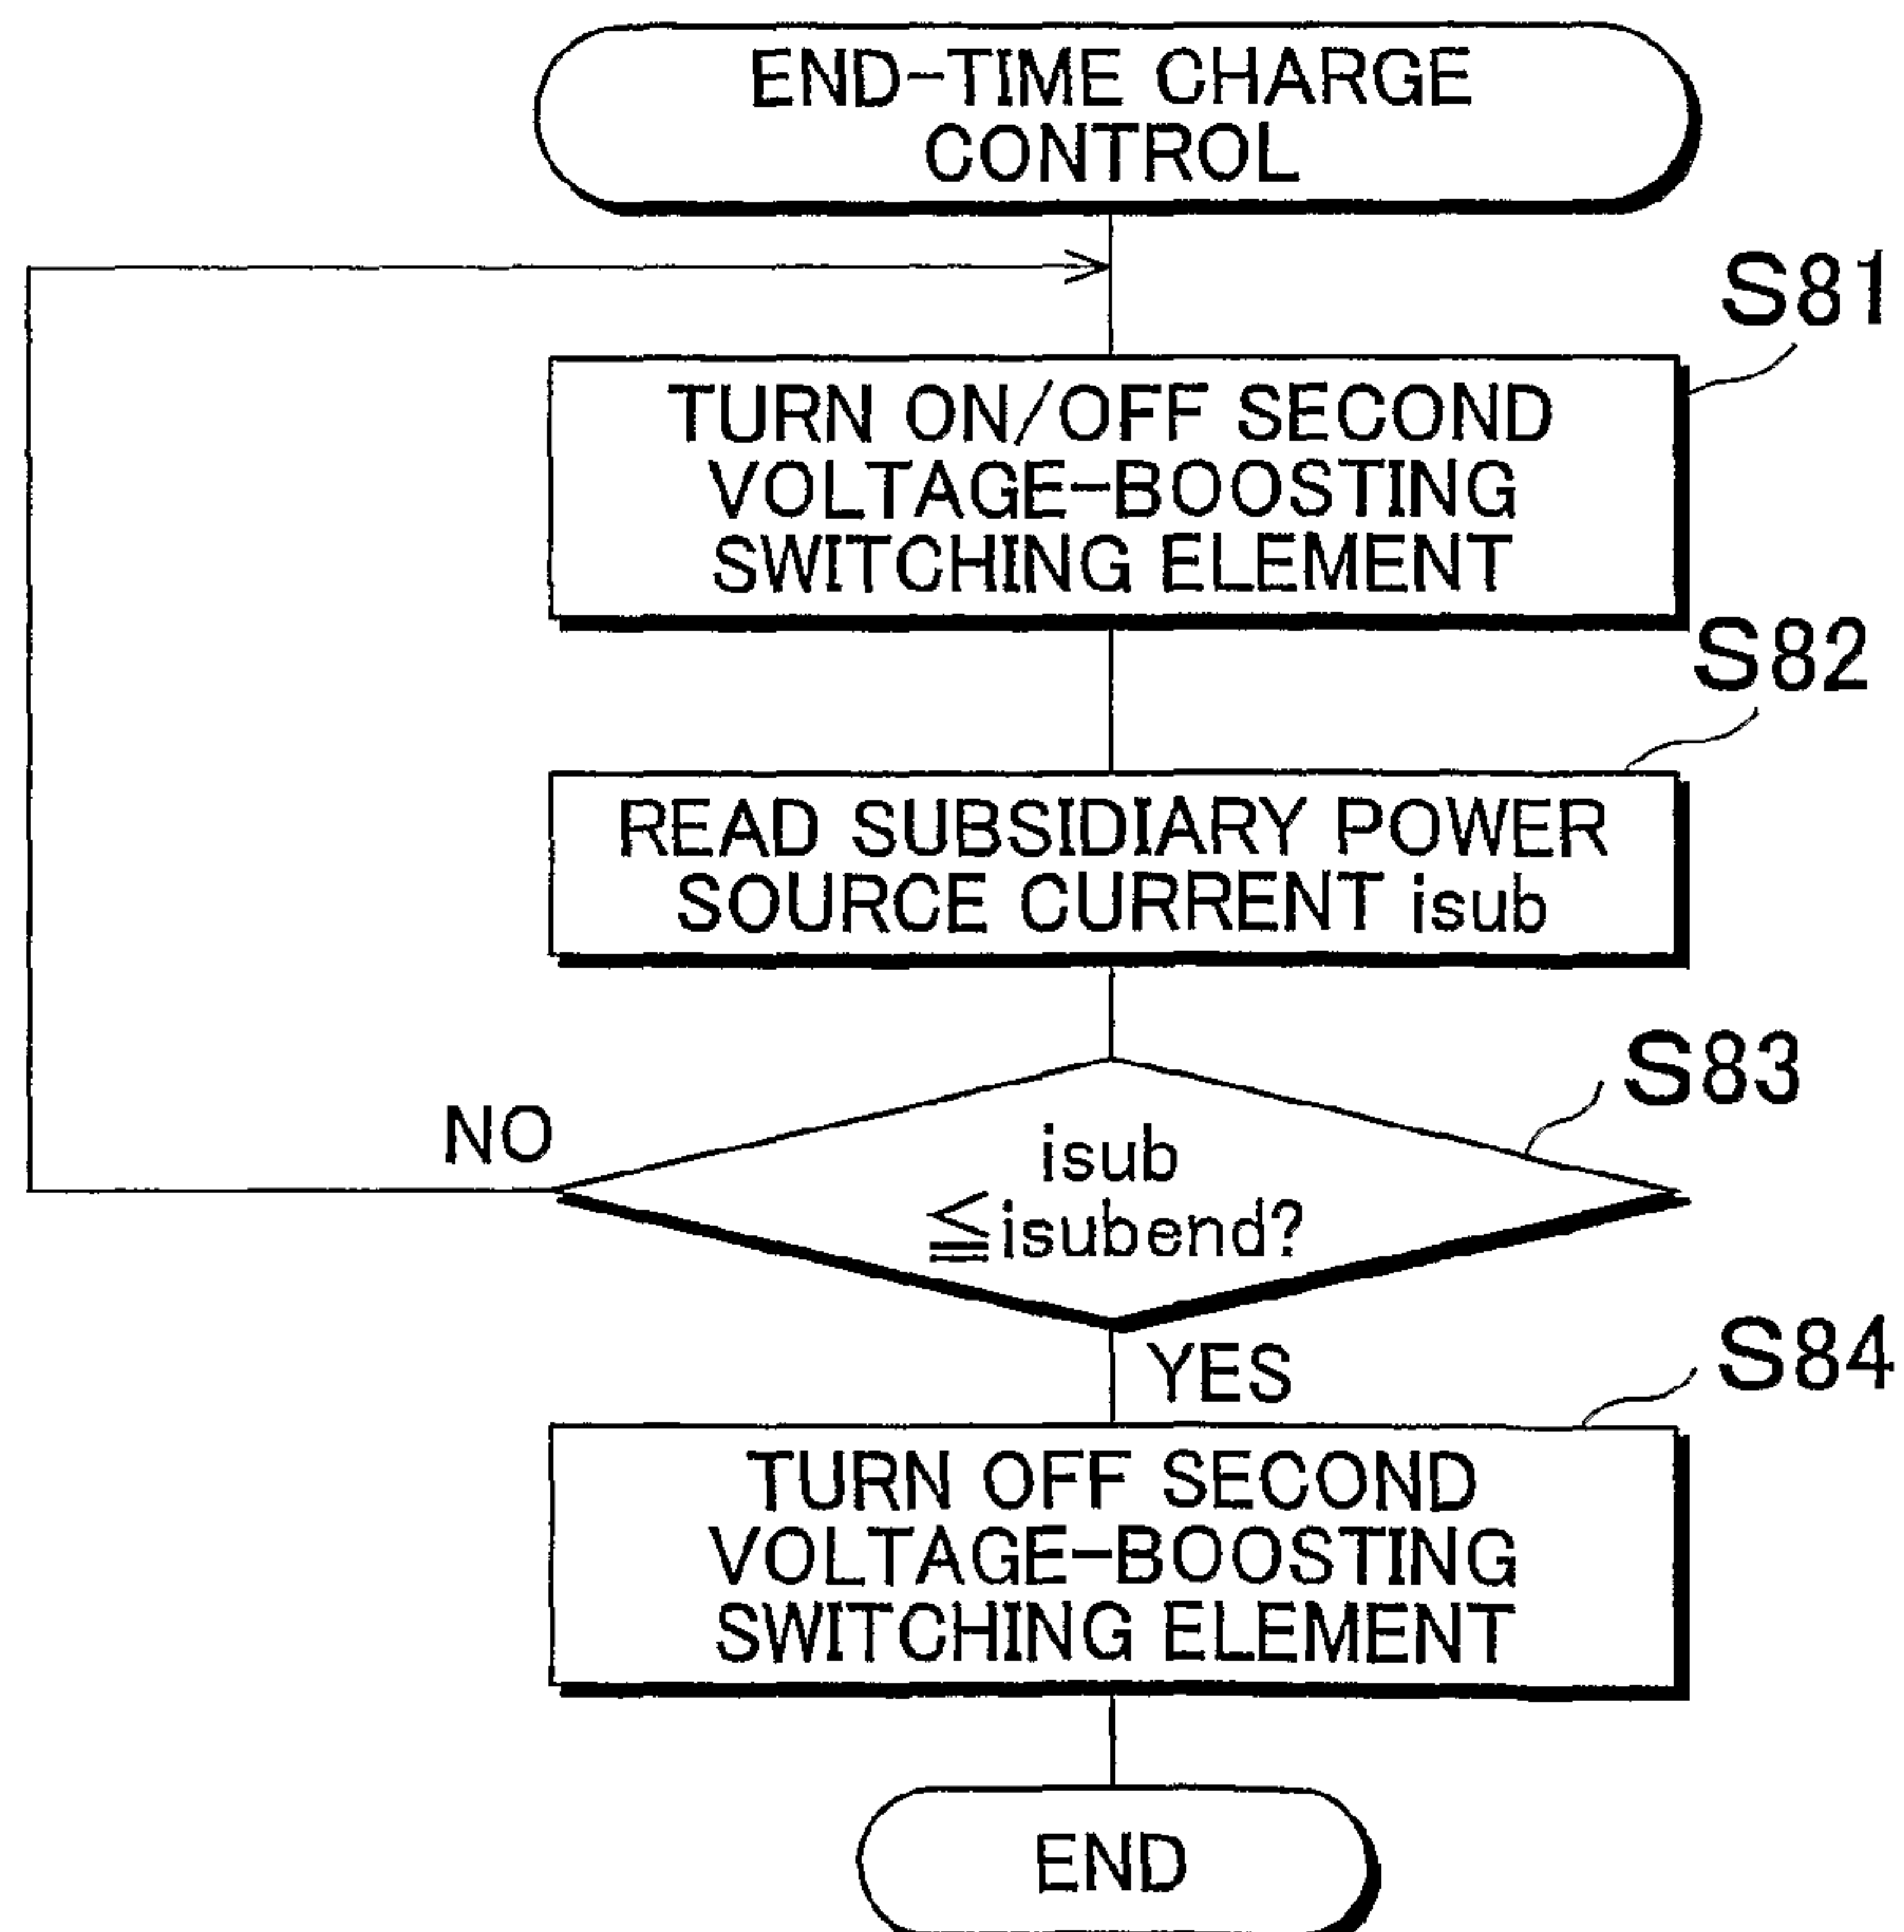 END-TIME CHARGE
CONTROL
S81
TURN ON/OFF SECOND
VOLTAGE-BOOSTING
SWITCHING ELEMENT
S82
READ SUBSIDIARY POWER
SOURCE CURRENT isub
S83
NO
isub
≦isubend?
YES
S84
TURN OFF SECOND
VOLTAGE-BOOSTING
SWITCHING ELEMENT
END